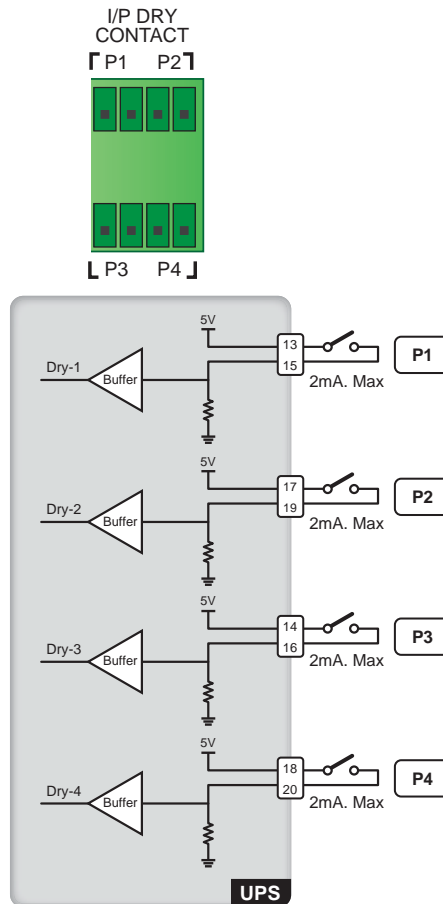 I/P DRY
CONTACT
P1 P2
P3 P4
5V
13
15
Dry-1
Buffer
2mA. Max
P1
5V
17
19
Dry-2
Buffer
2mA. Max
P2
5V
14
16
Dry-3
Buffer
2mA. Max
P3
5V
18
20
Dry-4
Buffer
2mA. Max
P4
UPS